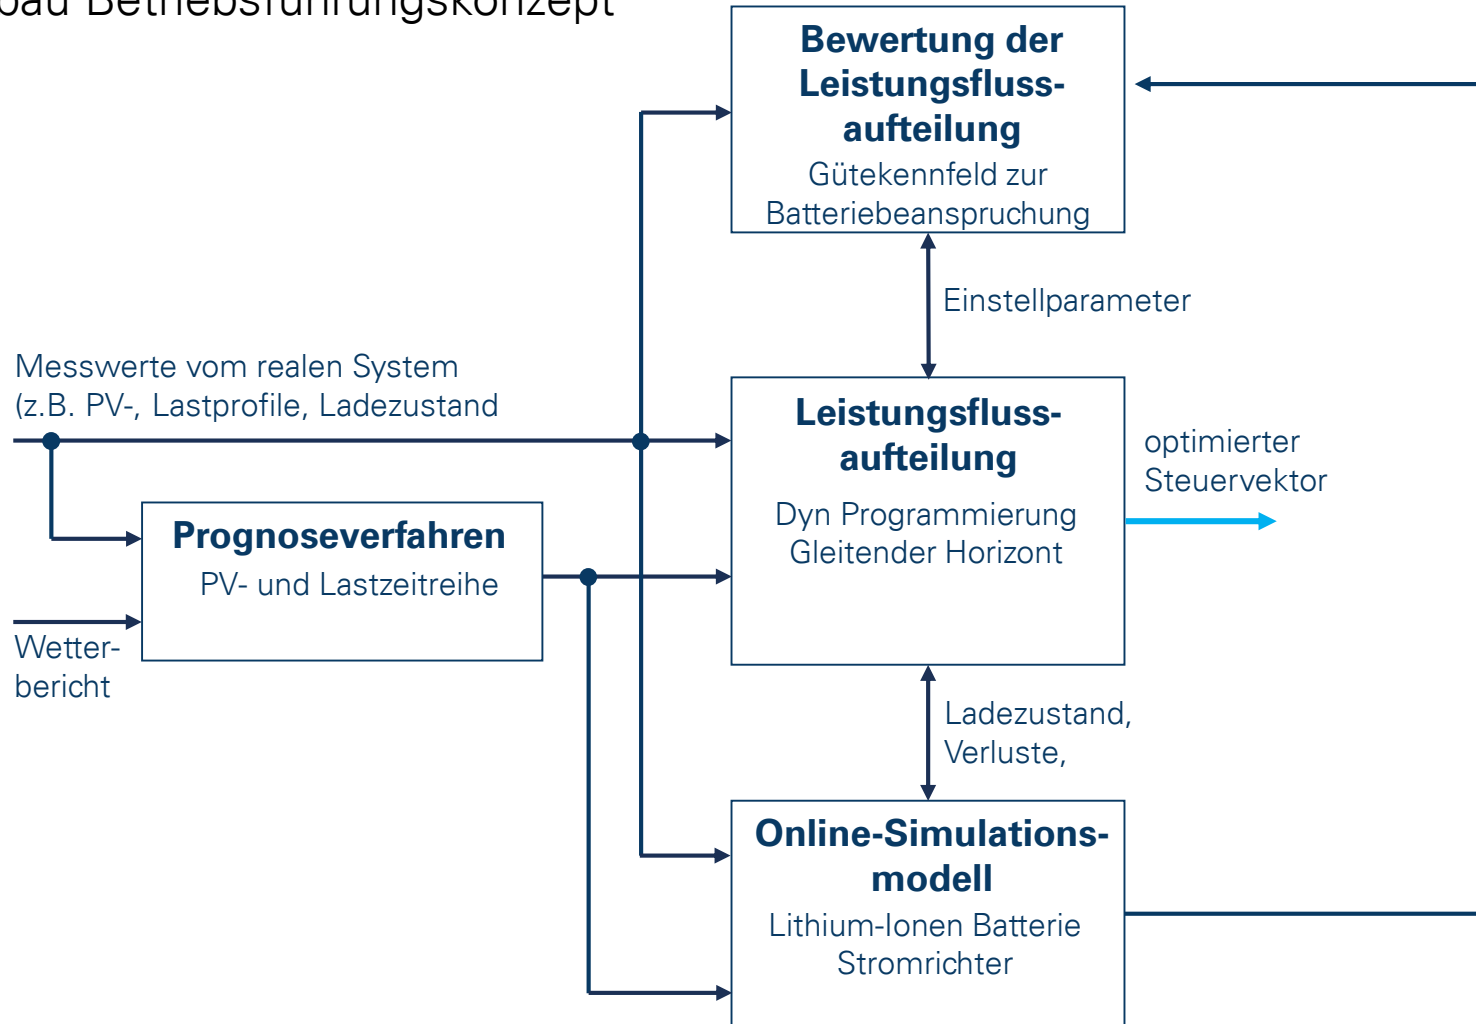 bau Betriebsführungskonzept
Bewertung der
Leistungsfluss-
aufteilung
Gütekennfeld zur
Batteriebeanspruchung
Einstellparameter
Messwerte vom realen System
(z.B. PV-, Lastprofile, Ladezustand
Leistungsfluss-
aufteilung
Dyn Programmierung
Gleitender Horizont
optimierter
Steuervektor
Prognoseverfahren
PV- und Lastzeitreihe
Wetter-
bericht
Ladezustand,
Verluste,
Online-Simulations-
modell
Lithium-Ionen Batterie
Stromrichter